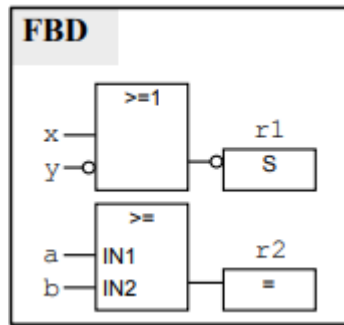 FBD
>=1
x
r1
y
S
>=
a IN1
r2
b IN2
=